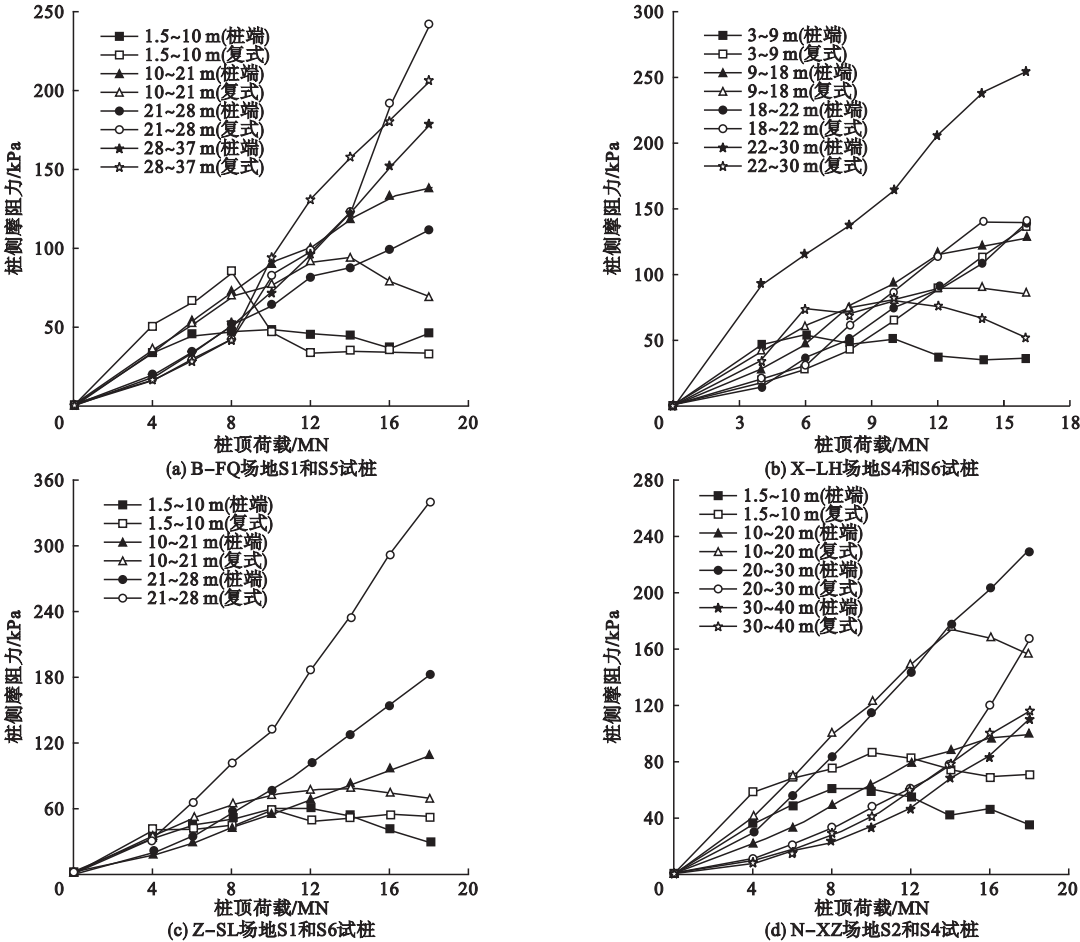 250
200
150
100
50
0
4
8
12
16
20
桩侧摩阻力/kPa
桩顶荷载/MN
1.5~10 m(桩端)
1.5~10 m(复式)
10~21 m(桩端)
10~21 m(复式)
21~28 m(桩端)
21~28 m(复式)
28~37 m(桩端)
28~37 m(复式)
(a) B-FQ场地S1和S5试桩
300
250
200
150
100
50
0
3
6
9
12
15
18
桩侧摩阻力/kPa
桩顶荷载/MN
3~9 m(桩端)
3~9 m(复式)
9~18 m(桩端)
9~18 m(复式)
18~22 m(桩端)
18~22 m(复式)
22~30 m(桩端)
22~30 m(复式)
(b) X-LH场地S4和S6试桩
360
300
240
180
120
60
0
4
8
12
16
20
桩侧摩阻力/kPa
桩顶荷载/MN
1.5~10 m(桩端)
1.5~10 m(复式)
10~21 m(桩端)
10~21 m(复式)
21~28 m(桩端)
21~28 m(复式)
(c) Z-SL场地S1和S6试桩
280
240
200
160
120
80
40
0
4
8
12
16
20
桩侧摩阻力/kPa
桩顶荷载/MN
1.5~10 m(桩端)
1.5~10 m(复式)
10~20 m(桩端)
10~20 m(复式)
20~30 m(桩端)
20~30 m(复式)
30~40 m(桩端)
30~40 m(复式)
(d) N-XZ场地S2和S4试桩